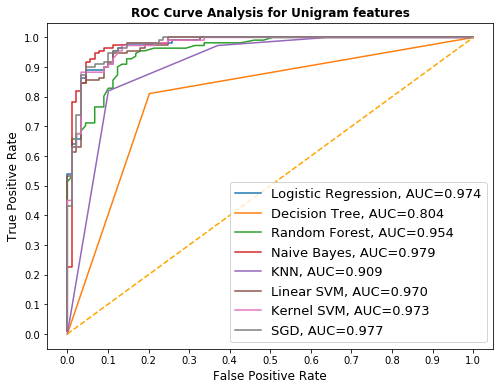 ROC Curve Analysis for Unigram features
True Positive Rate
1.0
0.9
0.8
0.7
0.6
0.5
0.4
0.3
0.2
0.1
0.0
Logistic Regression, AUC=0.974
Decision Tree, AUC=0.804
Random Forest, AUC=0.954
Naive Bayes, AUC=0.979
KNN, AUC=0.909
Linear SVM, AUC=0.970
Kernel SVM, AUC=0.973
SGD, AUC=0.977
0.0 0.1 0.2 0.3 0.4 0.5 0.6 0.7 0.8 0.9 1.0
False Positive Rate